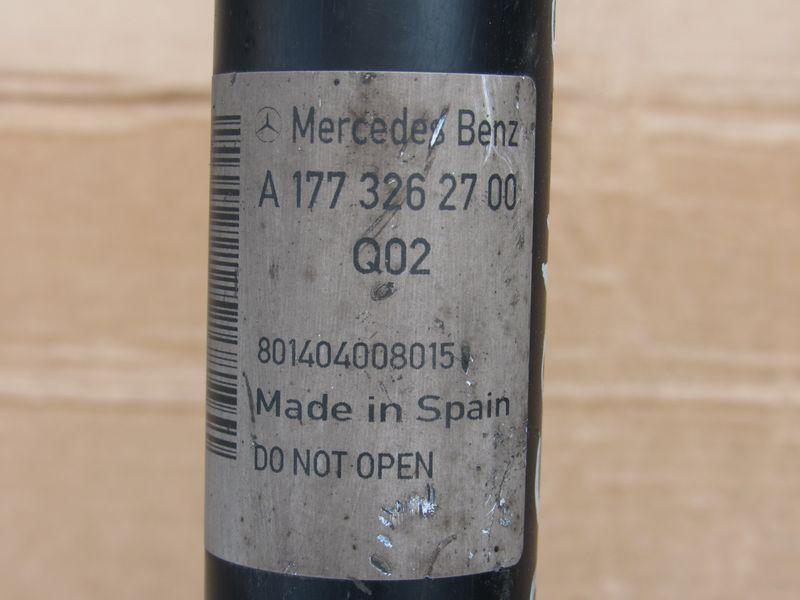 Mercedes Benz
A 177 326 27 00
Q02
801404008015
Made in Spain
DO NOT OPEN